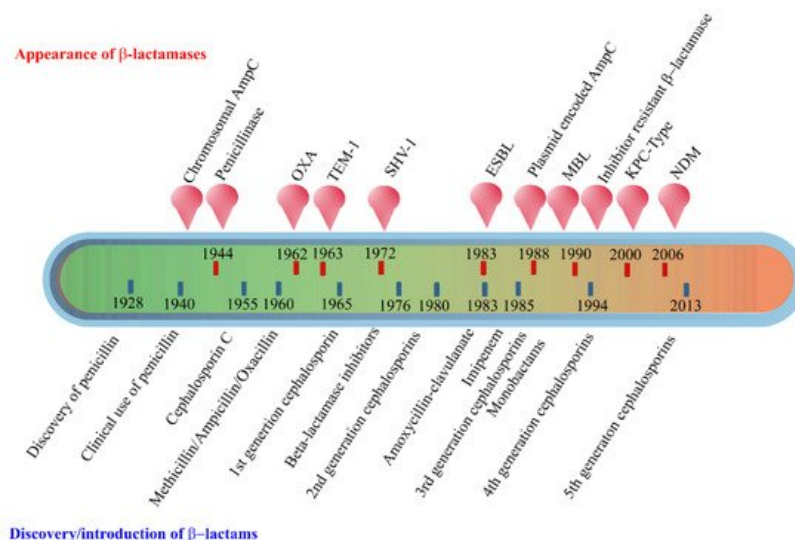 Appearance of β-lactamases
Chromosomal AmpC
Penicillinase
OXA
TEM-1
SHV-1
ESBL
Plasmid encoded AmpC
MBL
Inhibitor resistant β-lactamase
KPC-Type
NDM
1944
1962
1963
1972
1983
1988
1990
2000
2006
1928
1940
1955
1960
1965
1976
1980
1983
1985
1994
2013
Discovery of penicillin
Clinical use of penicillin
Cephalosporin C
Methicillin/Ampicillin/Oxacillin
1st genertion cephalosporin
Beta-lactamase inhibitors
2nd generation cephalosporins
Amoxycillin-clavulanate
Imipenem
3rd generation cephalosporins
Monobactams
4th generation cephalosporins
5th generaton cephalosporins
Discovery/introduction of β-lactams